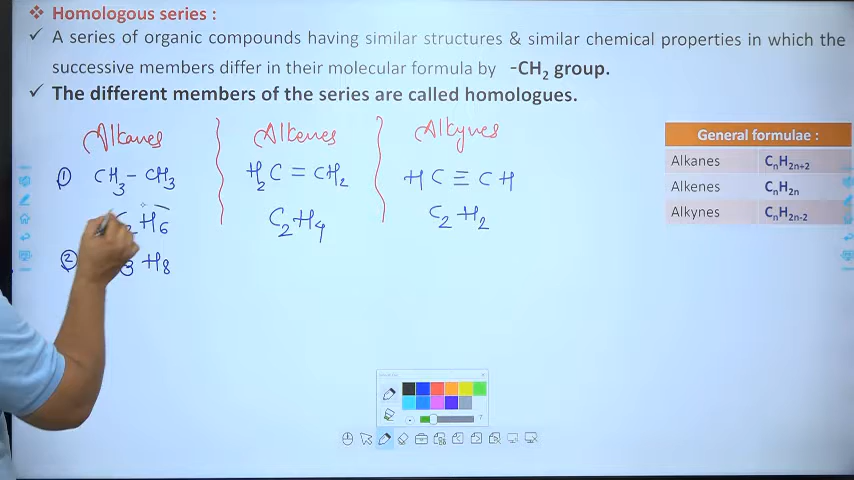 ❖ Homologous series :
✓ A series of organic compounds having similar structures & similar chemical properties in which the
successive members differ in their molecular formula by -CH₂ group.
✓ The different members of the series are called homologues.
Alkanes
① CH₃ – CH₃
C₂H₆
② C₃H₈
Alkenes
H₂C = CH₂
C₂H₄
Alkynes
HC ≡ CH
C₂H₂
General formulae :
Alkanes CₙH₂ₙ₊₂
Alkenes CₙH₂ₙ
Alkynes CₙH₂ₙ₋₂
7